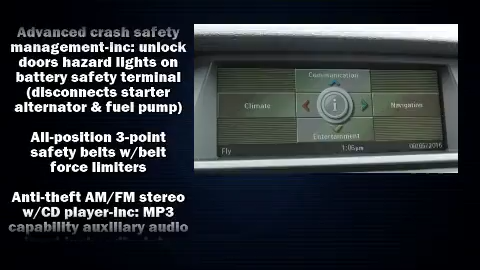 Advanced crash safety
management-inc: unlock
doors hazard lights on
battery safety terminal
(disconnects starter
alternator & fuel pump)
All-position 3-point
safety belts w/belt
force limiters
Anti-theft AM/FM stereo
w/CD player-inc: MP3
capability auxiliary audio
Communication
Climate
i
Navigation
Entertainment
Fly
1:06pm